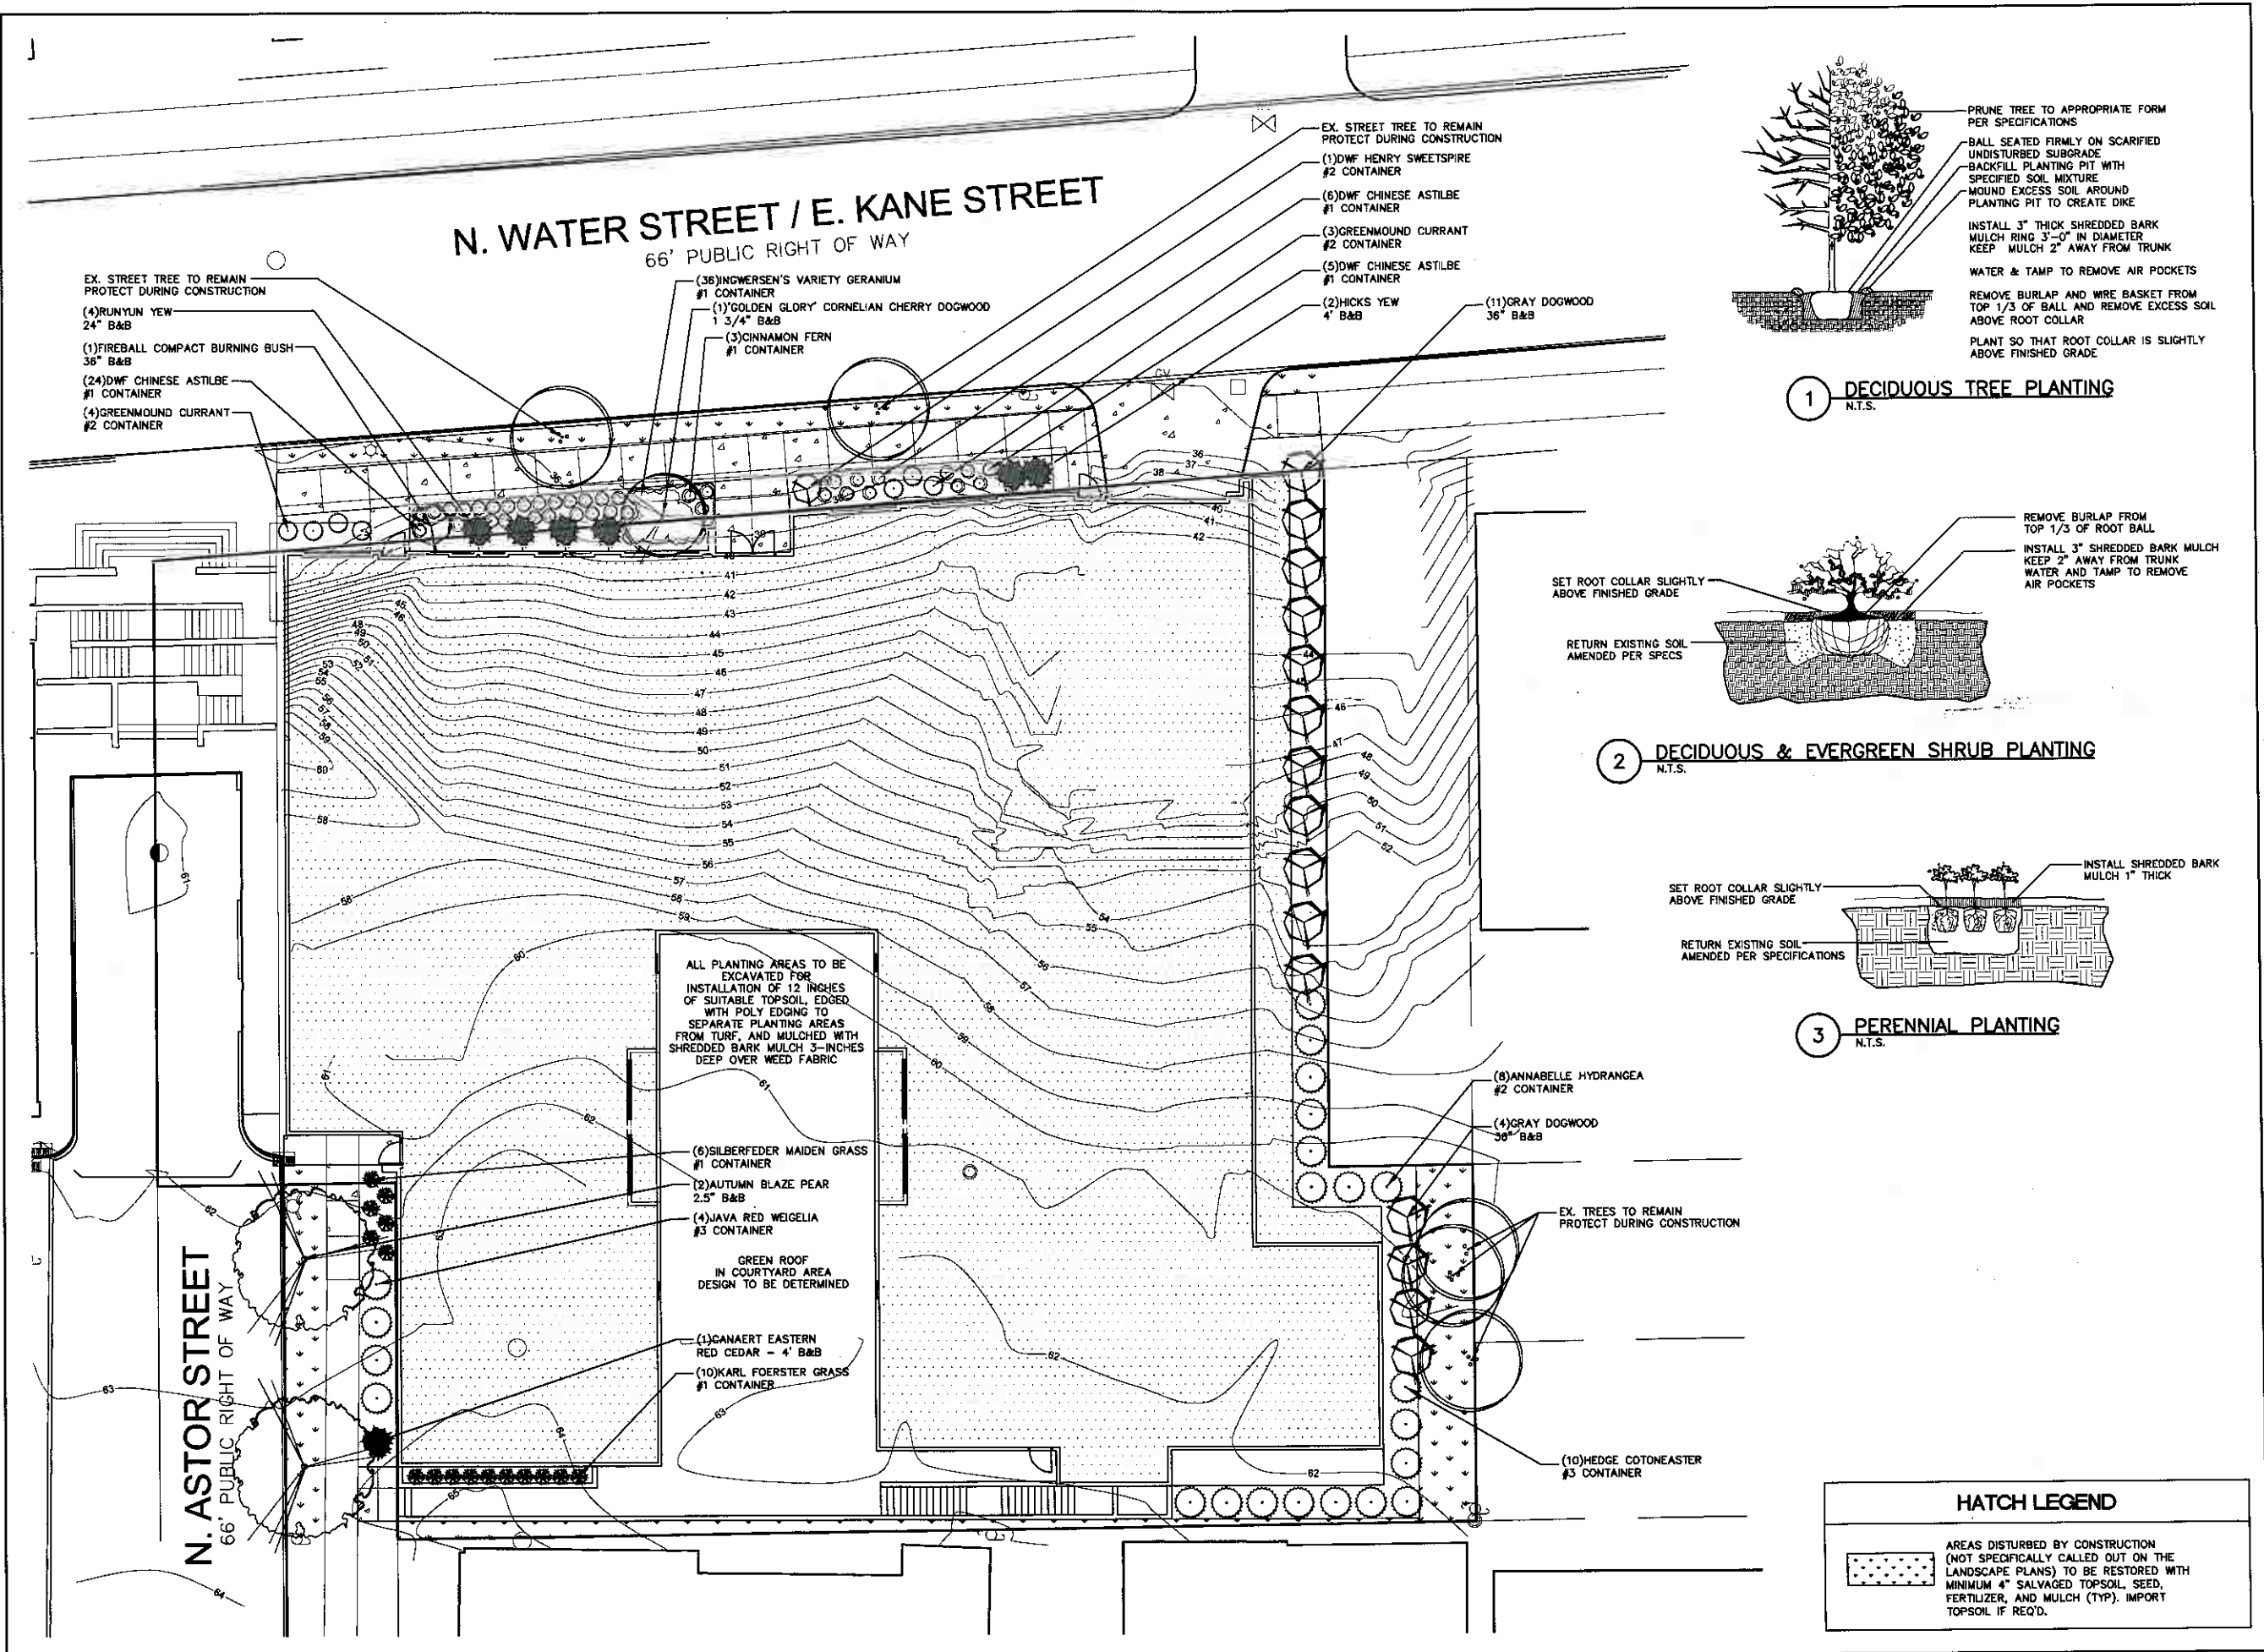 N. WATER STREET / E. KANE STREET
66' PUBLIC RIGHT OF WAY
EX. STREET TREE TO REMAIN
PROTECT DURING CONSTRUCTION
(4)RUNYUN YEW
24" B&B
(1)FIREBALL COMPACT BURNING BUSH
36" B&B
(24)DWF CHINESE ASTILBE
#1 CONTAINER
(4)GREENMOUND CURRANT
#2 CONTAINER
(36)INGWERSEN'S VARIETY GERANIUM
#1 CONTAINER
(1)'GOLDEN GLORY' CORNELIAN CHERRY DOGWOOD
1 3/4" B&B
(3)CINNAMON FERN
#1 CONTAINER
EX. STREET TREE TO REMAIN
PROTECT DURING CONSTRUCTION
(1)DWF HENRY SWEETSPIRE
#2 CONTAINER
(6)DWF CHINESE ASTILBE
#1 CONTAINER
(3)GREENMOUND CURRANT
#2 CONTAINER
(5)DWF CHINESE ASTILBE
#1 CONTAINER
(2)HICKS YEW
4' B&B
(11)GRAY DOGWOOD
36" B&B
PRUNE TREE TO APPROPRIATE FORM
PER SPECIFICATIONS
BALL SEATED FIRMLY ON SCARIFIED
UNDISTURBED SUBGRADE
BACKFILL PLANTING PIT WITH
SPECIFIED SOIL MIXTURE
MOUND EXCESS SOIL AROUND
PLANTING PIT TO CREATE DIKE
INSTALL 3" THICK SHREDDED BARK
MULCH RING 3'-0" IN DIAMETER
KEEP MULCH 2" AWAY FROM TRUNK
WATER & TAMP TO REMOVE AIR POCKETS
REMOVE BURLAP AND WIRE BASKET FROM
TOP 1/3 OF BALL AND REMOVE EXCESS SOIL
ABOVE ROOT COLLAR
PLANT SO THAT ROOT COLLAR IS SLIGHTLY
ABOVE FINISHED GRADE
1 DECIDUOUS TREE PLANTING
N.T.S.
REMOVE BURLAP FROM
TOP 1/3 OF ROOT BALL
INSTALL 3" SHREDDED BARK MULCH
KEEP 2" AWAY FROM TRUNK
WATER AND TAMP TO REMOVE
AIR POCKETS
SET ROOT COLLAR SLIGHTLY
ABOVE FINISHED GRADE
RETURN EXISTING SOIL
AMENDED PER SPECS
2 DECIDUOUS & EVERGREEN SHRUB PLANTING
N.T.S.
INSTALL SHREDDED BARK
MULCH 1" THICK
SET ROOT COLLAR SLIGHTLY
ABOVE FINISHED GRADE
RETURN EXISTING SOIL
AMENDED PER SPECIFICATIONS
3 PERENNIAL PLANTING
N.T.S.
ALL PLANTING AREAS TO BE
EXCAVATED FOR
INSTALLATION OF 12 INCHES
OF SUITABLE TOPSOIL, EDGED
WITH POLY EDGING TO
SEPARATE PLANTING AREAS
FROM TURF, AND MULCHED WITH
SHREDDED BARK MULCH 3-INCHES
DEEP OVER WEED FABRIC
(6)SILBERFEDER MAIDEN GRASS
#1 CONTAINER
(2)AUTUMN BLAZE PEAR
2.5" B&B
(4)JAVA RED WEIGELIA
#3 CONTAINER
GREEN ROOF
IN COURTYARD AREA
DESIGN TO BE DETERMINED
(1)CANAERT EASTERN
RED CEDAR - 4' B&B
(10)KARL FOERSTER GRASS
#1 CONTAINER
(8)ANNABELLE HYDRANGEA
#2 CONTAINER
(4)GRAY DOGWOOD
36" B&B
EX. TREES TO REMAIN
PROTECT DURING CONSTRUCTION
(10)HEDGE COTONEASTER
#3 CONTAINER
N. ASTOR STREET
66' PUBLIC RIGHT OF WAY
HATCH LEGEND
AREAS DISTURBED BY CONSTRUCTION
(NOT SPECIFICALLY CALLED OUT ON THE
LANDSCAPE PLANS) TO BE RESTORED WITH
MINIMUM 4" SALVAGED TOPSOIL, SEED,
FERTILIZER, AND MULCH (TYP). IMPORT
TOPSOIL IF REQ'D.